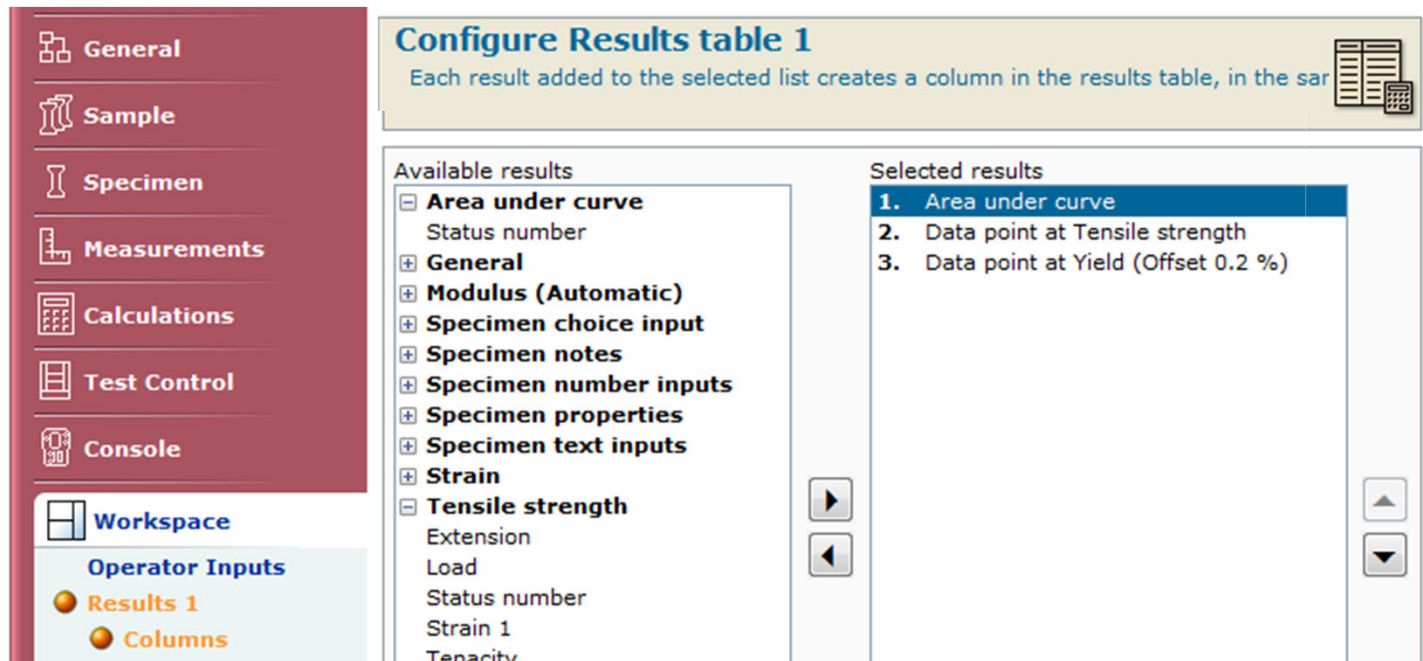 General
Sample
Specimen
Measurements
Calculations
Test Control
Console
Workspace
Operator Inputs
Results 1
Columns
Configure Results table 1
Each result added to the selected list creates a column in the results table, in the sar
Available results
Area under curve
Status number
General
Modulus (Automatic)
Specimen choice input
Specimen notes
Specimen number inputs
Specimen properties
Specimen text inputs
Strain
Tensile strength
Extension
Load
Status number
Strain 1
Tenacity
Selected results
1. Area under curve
2. Data point at Tensile strength
3. Data point at Yield (Offset 0.2 %)